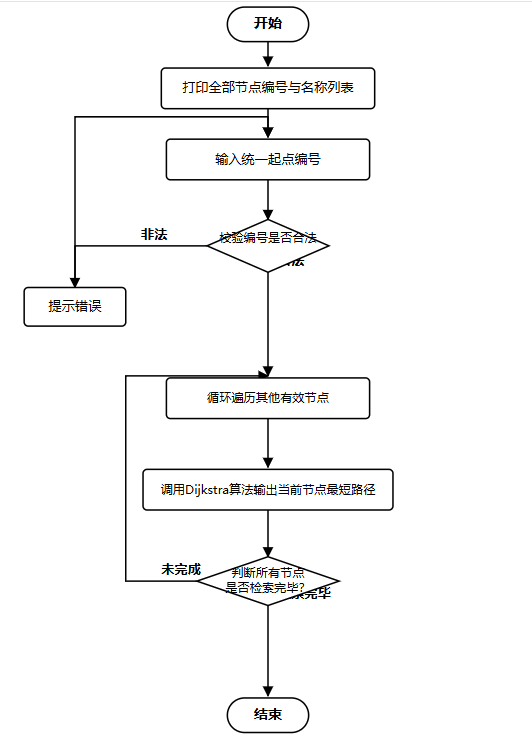 开始
打印全部节点编号与名称列表
输入统一起点编号
非法
校验编号是否合法
法
提示错误
循环遍历其他有效节点
调用Dijkstra算法输出当前节点最短路径
未完成
判断所有节点
是否检索完毕?
索完毕
结束